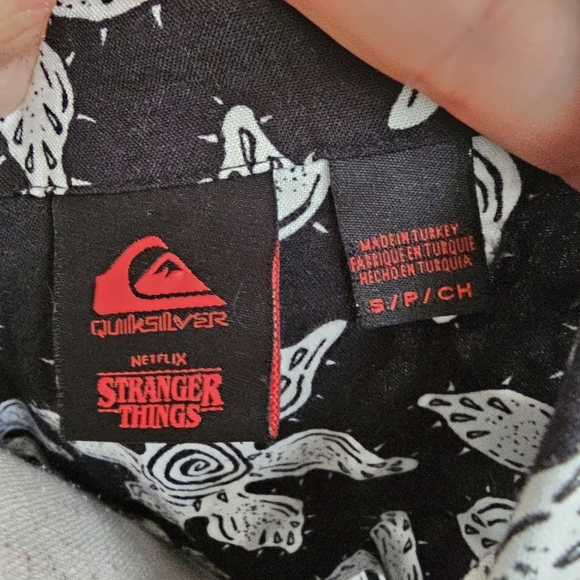 QUIKSILVER
NETFLIX
STRANGER
THINGS
MADE IN TURKEY
FABRIQUE EN TURQUIE
HECHO EN TURQUIA
S/P/CH